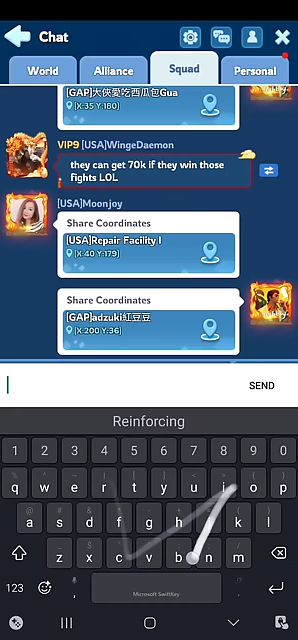 Chat
World
Alliance
Squad
Personal
[GAP]大俠愛吃西瓜包Gua
[X:35 Y:180]
VIP9 [USA]WingeDaemon
they can get 70k if they win those
fights LOL
[USA]Moonjoy
Share Coordinates
[USA]Repair Facility I
[X:40 Y:179]
Share Coordinates
[GAP]adzuki紅豆豆
[X:200 Y:36]
SEND
Reinforcing
1 2 3 4 5 6 7 8 9 0
q w e r t y u i o p
a s d f g h j k l
z x c v b n m
123
Microsoft SwiftKey